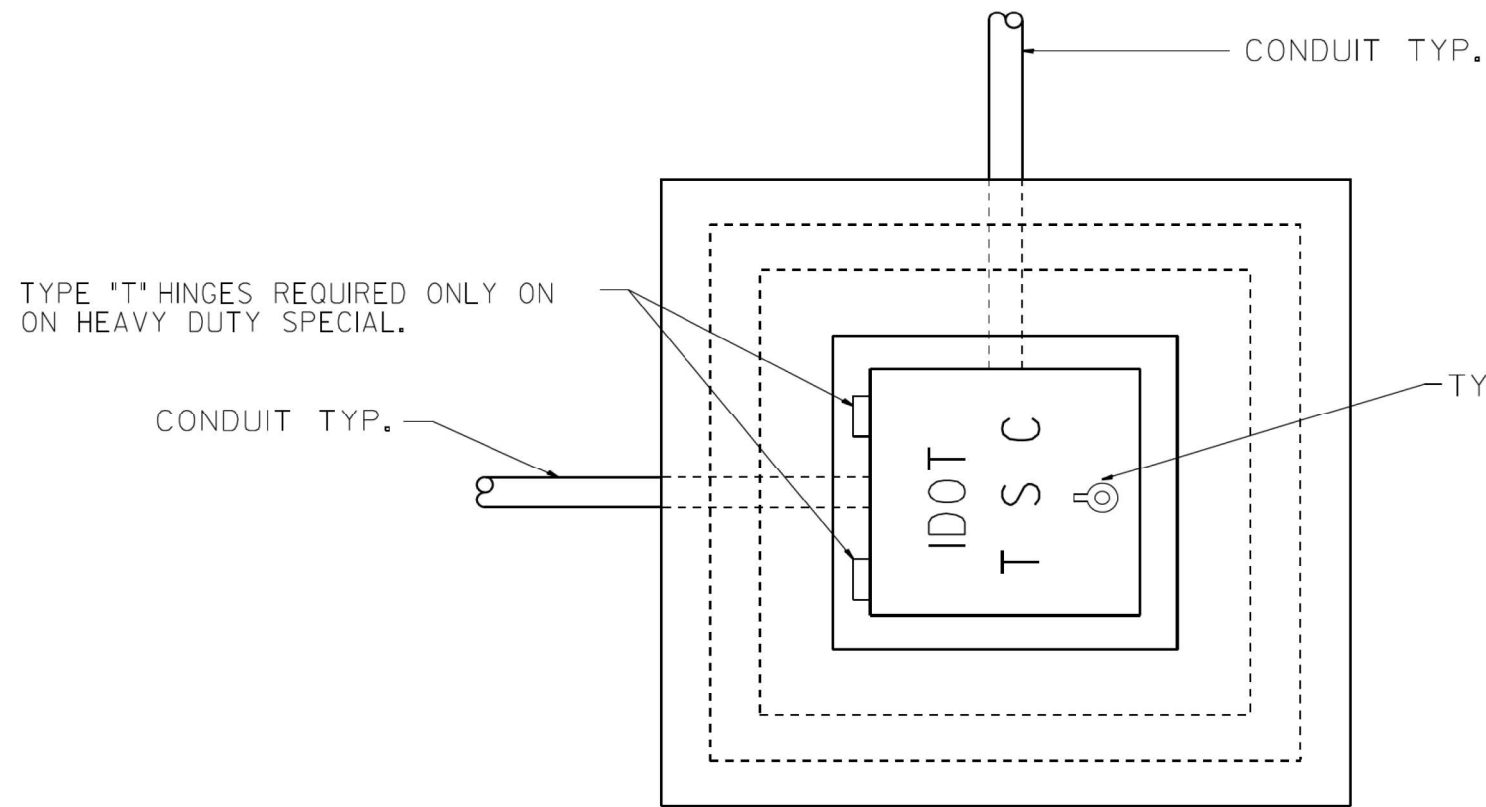 CONDUIT TYP.
TYPE "T" HINGES REQUIRED ONLY ON
ON HEAVY DUTY SPECIAL.
CONDUIT TYP.
TY
IDOT
T S C